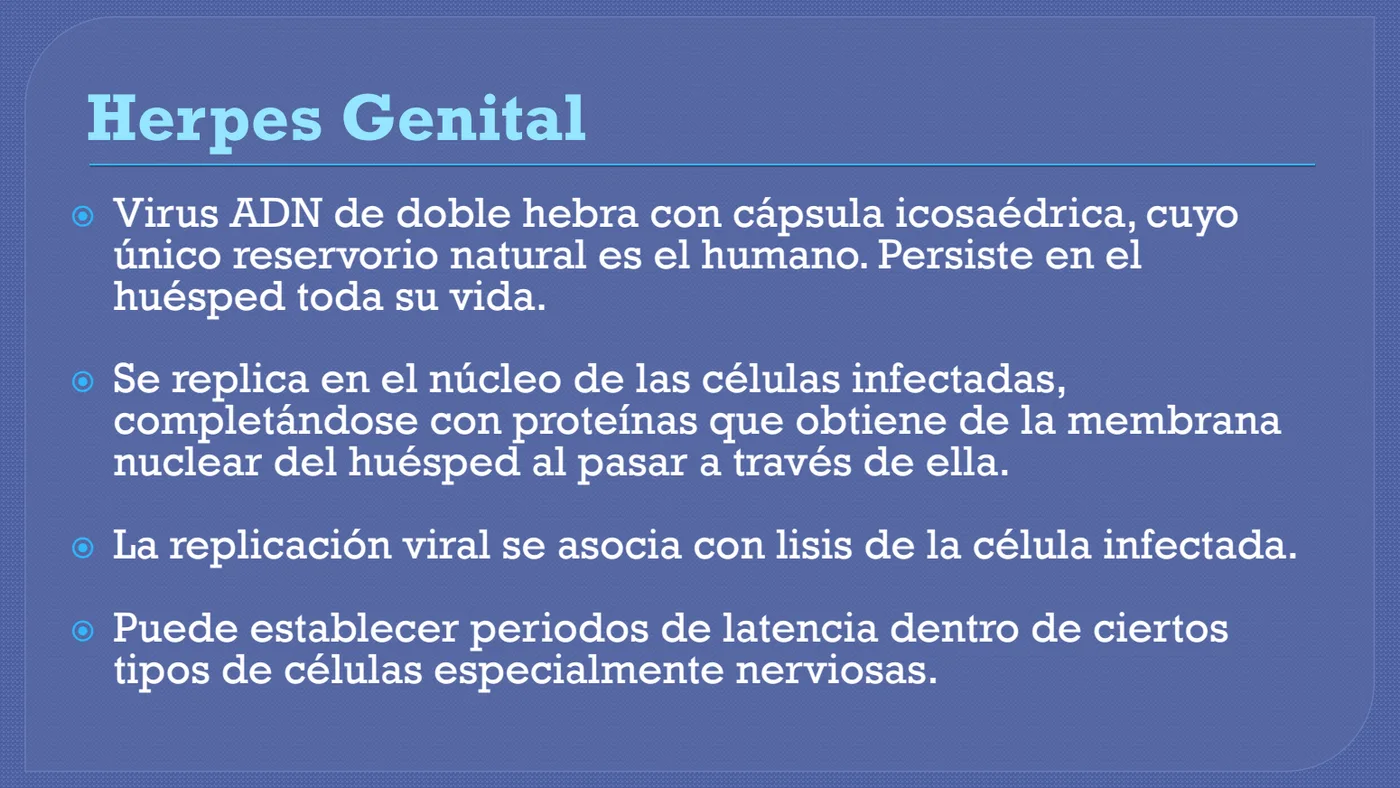 Herpes Genital
Virus ADN de doble hebra con cápsula icosaédrica, cuyo
único reservorio natural es el humano. Persiste en el
huésped toda su vida.
Se replica en el núcleo de las células infectadas,
completándose con proteínas que obtiene de la membrana
nuclear del huésped al pasar a través de ella.
La replicación viral se asocia con lisis de la célula infectada.
Puede establecer periodos de latencia dentro de ciertos
tipos de células especialmente nerviosas.